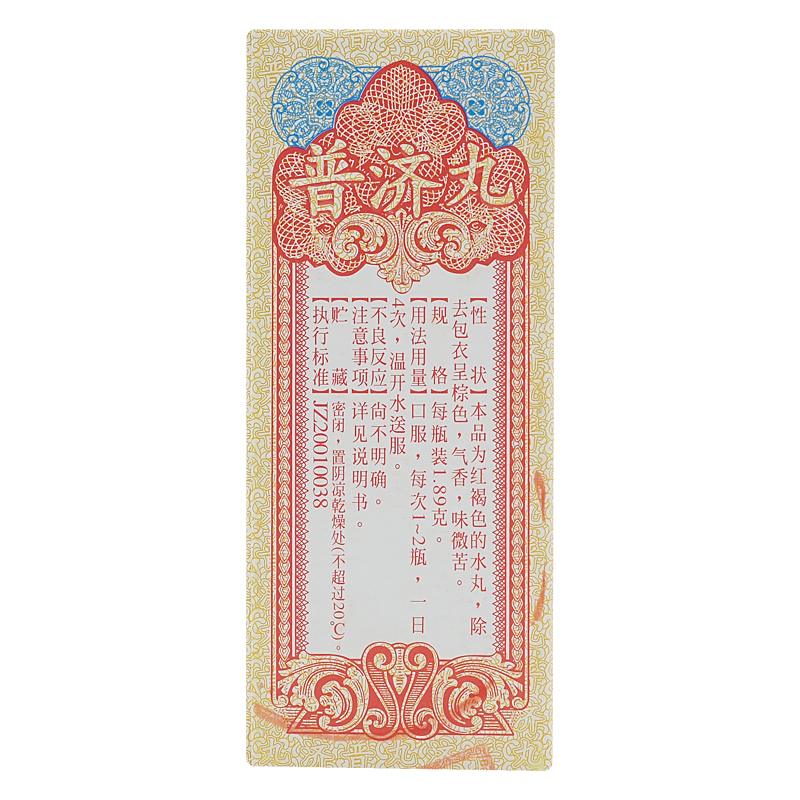 普济丸
【性状】本品为红褐色的水丸，除
去包衣呈棕色，气香，味微苦。
【规格】每瓶装1.89克。
【用法用量】口服，每次1~2瓶，一日
4次，温开水送服。
【不良反应】尚不明确。
【注意事项】详见说明书。
【贮藏】密闭，置阴凉乾燥处(不超过20℃)。
【执行标准】JZ20010038